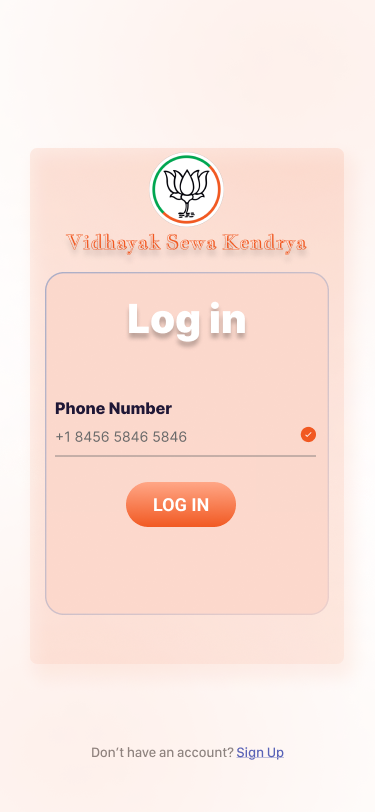 Vidhayak Sewa Kendrya
Log in
Phone Number
+1 8456 5846 5846
LOG IN
Don’t have an account? Sign Up